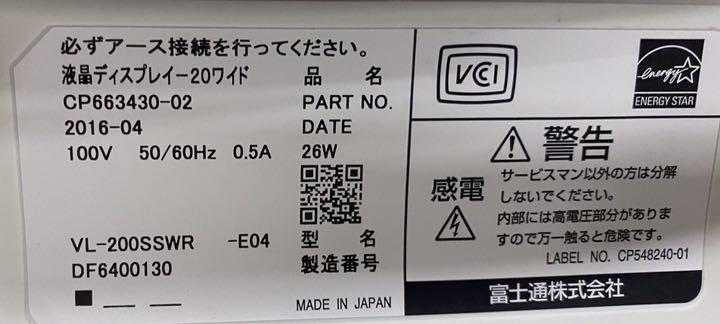 必ずアース接続を行ってください。
液晶ディスプレイー20ワイド 品名
CP663430-02 PART NO.
2016-04 DATE
100V 50/60Hz 0.5A 26W
VL-200SSWR -E04 型名
DF6400130 製造番号
MADE IN JAPAN
VCI
energy
ENERGY STAR
警告
感電
サービスマン以外の方は分解
しないでください。
内部には高電圧部分がありま
すので万一触ると危険です。
LABEL NO. CP548240-01
富士通株式会社